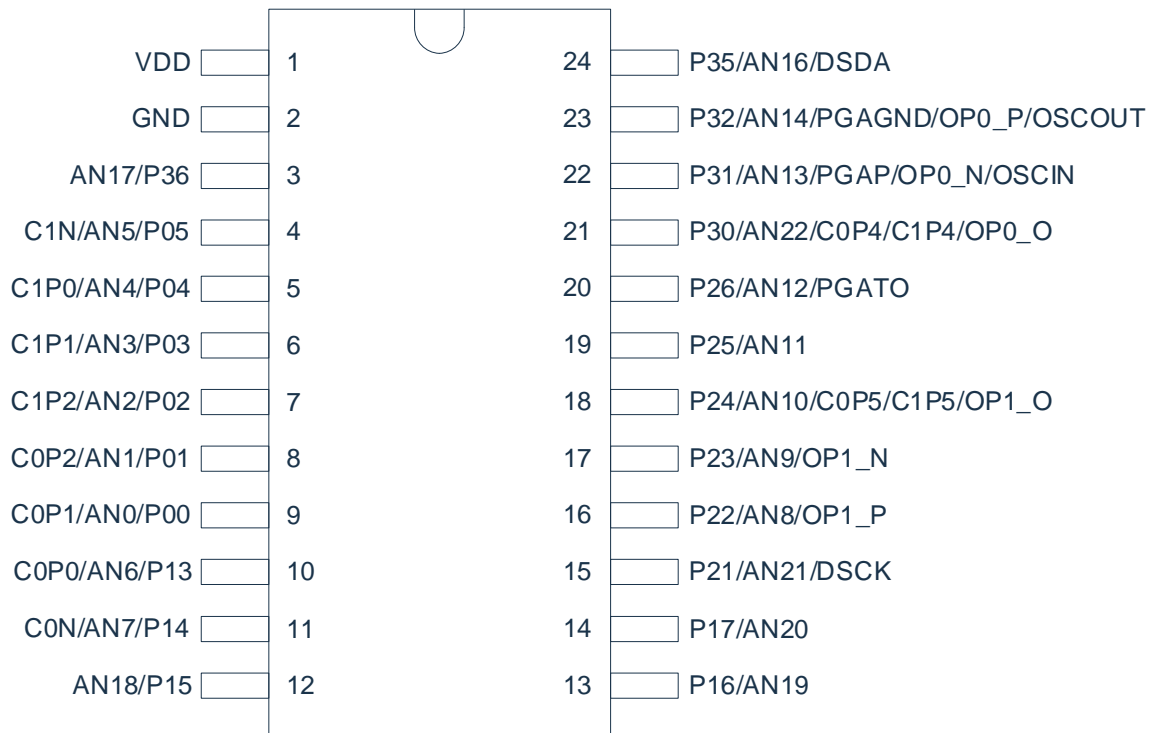 VDD 1 24 P35/AN16/DSDA
GND 2 23 P32/AN14/PGAGND/OP0_P/OSCOUT
AN17/P36 3 22 P31/AN13/PGAP/OP0_N/OSCIN
C1N/AN5/P05 4 21 P30/AN22/C0P4/C1P4/OP0_O
C1P0/AN4/P04 5 20 P26/AN12/PGATO
C1P1/AN3/P03 6 19 P25/AN11
C1P2/AN2/P02 7 18 P24/AN10/C0P5/C1P5/OP1_O
C0P2/AN1/P01 8 17 P23/AN9/OP1_N
C0P1/AN0/P00 9 16 P22/AN8/OP1_P
C0P0/AN6/P13 10 15 P21/AN21/DSCK
C0N/AN7/P14 11 14 P17/AN20
AN18/P15 12 13 P16/AN19